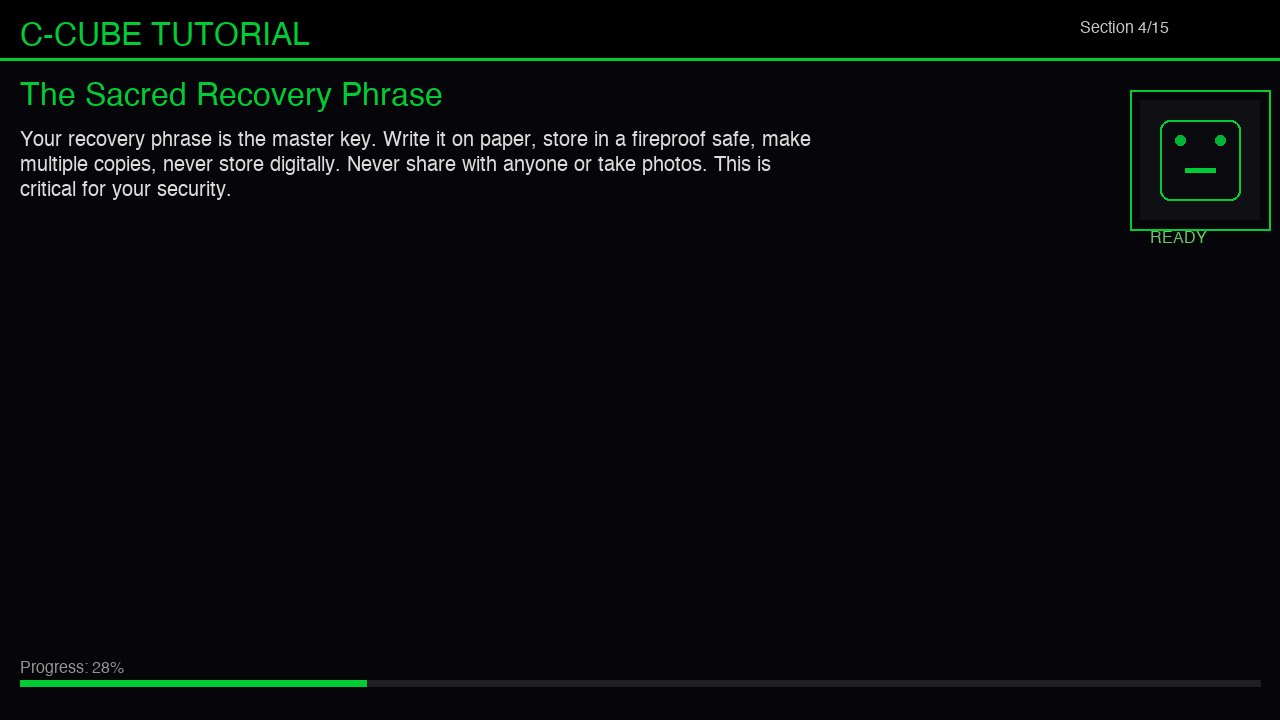 C-CUBE TUTORIAL
Section 4/15
The Sacred Recovery Phrase
Your recovery phrase is the master key. Write it on paper, store in a fireproof safe, make
multiple copies, never store digitally. Never share with anyone or take photos. This is
critical for your security.
READY
Progress: 28%